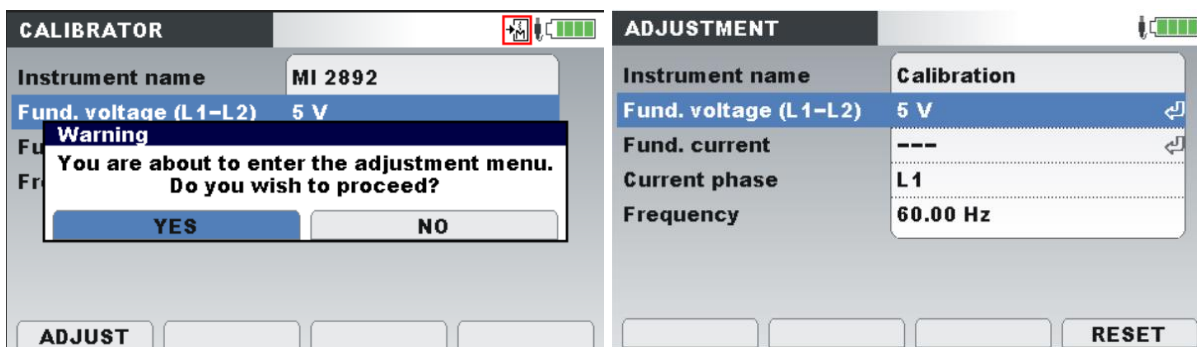 CALIBRATOR
Instrument name MI 2892
Fund. voltage (L1-L2) 5 V
Warning
Fu
You are about to enter the adjustment menu.
Do you wish to proceed?
Fr
YES NO
ADJUST
ADJUSTMENT
Instrument name Calibration
Fund. voltage (L1-L2) 5 V
Fund. current ---
Current phase L1
Frequency 60.00 Hz
RESET